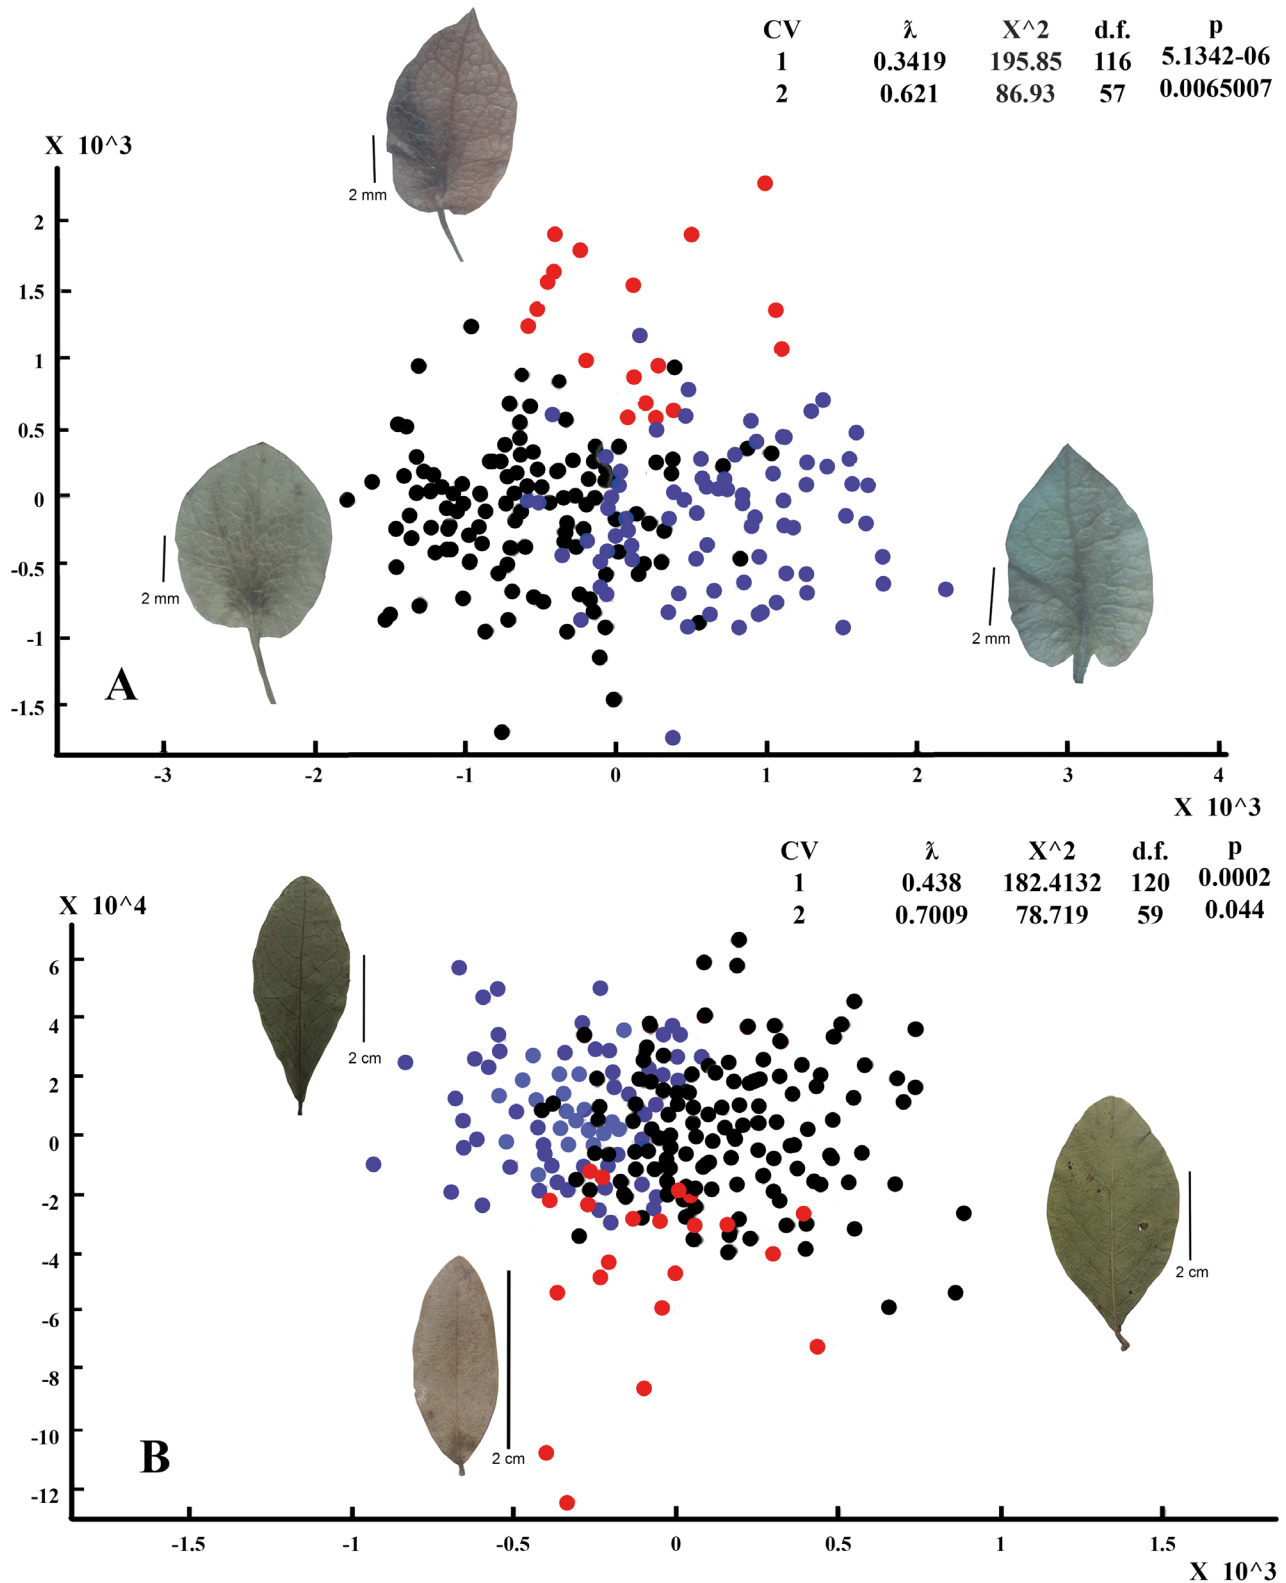 CV λ̃ X^2 d.f. p
1 0.3419 195.85 116 5.1342-06
2 0.621 86.93 57 0.0065007
X 10^3
2 mm
2
1.5
1
0.5
0
-0.5
-1
-1.5
2 mm
2 mm
A
-3 -2 -1 0 1 2 3 4
X 10^3
CV λ̃ X^2 d.f. p
1 0.438 182.4132 120 0.0002
2 0.7009 78.719 59 0.044
X 10^4
6
4
2
0
-2
-4
-6
-8
-10
-12
2 cm
2 cm
2 cm
B
-1.5 -1 -0.5 0 0.5 1 1.5
X 10^3